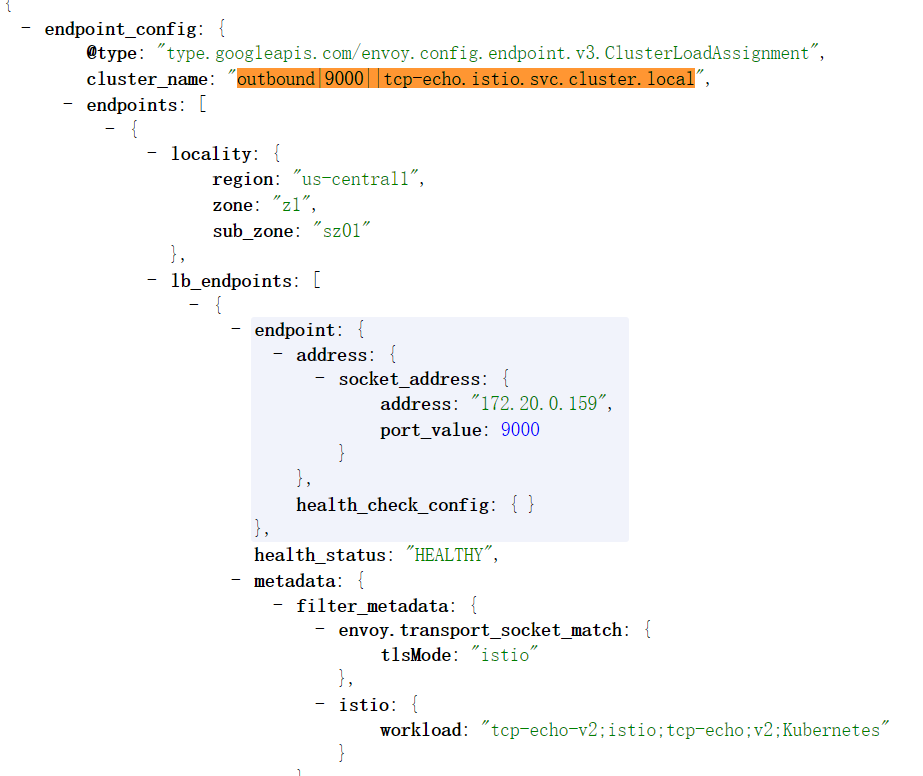 {
- endpoint_config: {
@type: "type.googleapis.com/envoy.config.endpoint.v3.ClusterLoadAssignment",
cluster_name: "outbound|9000||tcp-echo.istio.svc.cluster.local",
- endpoints: [
- {
- locality: {
region: "us-central1",
zone: "z1",
sub_zone: "sz01"
},
- lb_endpoints: [
- {
- endpoint: {
- address: {
- socket_address: {
address: "172.20.0.159",
port_value: 9000
}
},
health_check_config: { }
},
health_status: "HEALTHY",
- metadata: {
- filter_metadata: {
- envoy.transport_socket_match: {
tlsMode: "istio"
},
- istio: {
workload: "tcp-echo-v2;istio;tcp-echo;v2;Kubernetes"
}
}